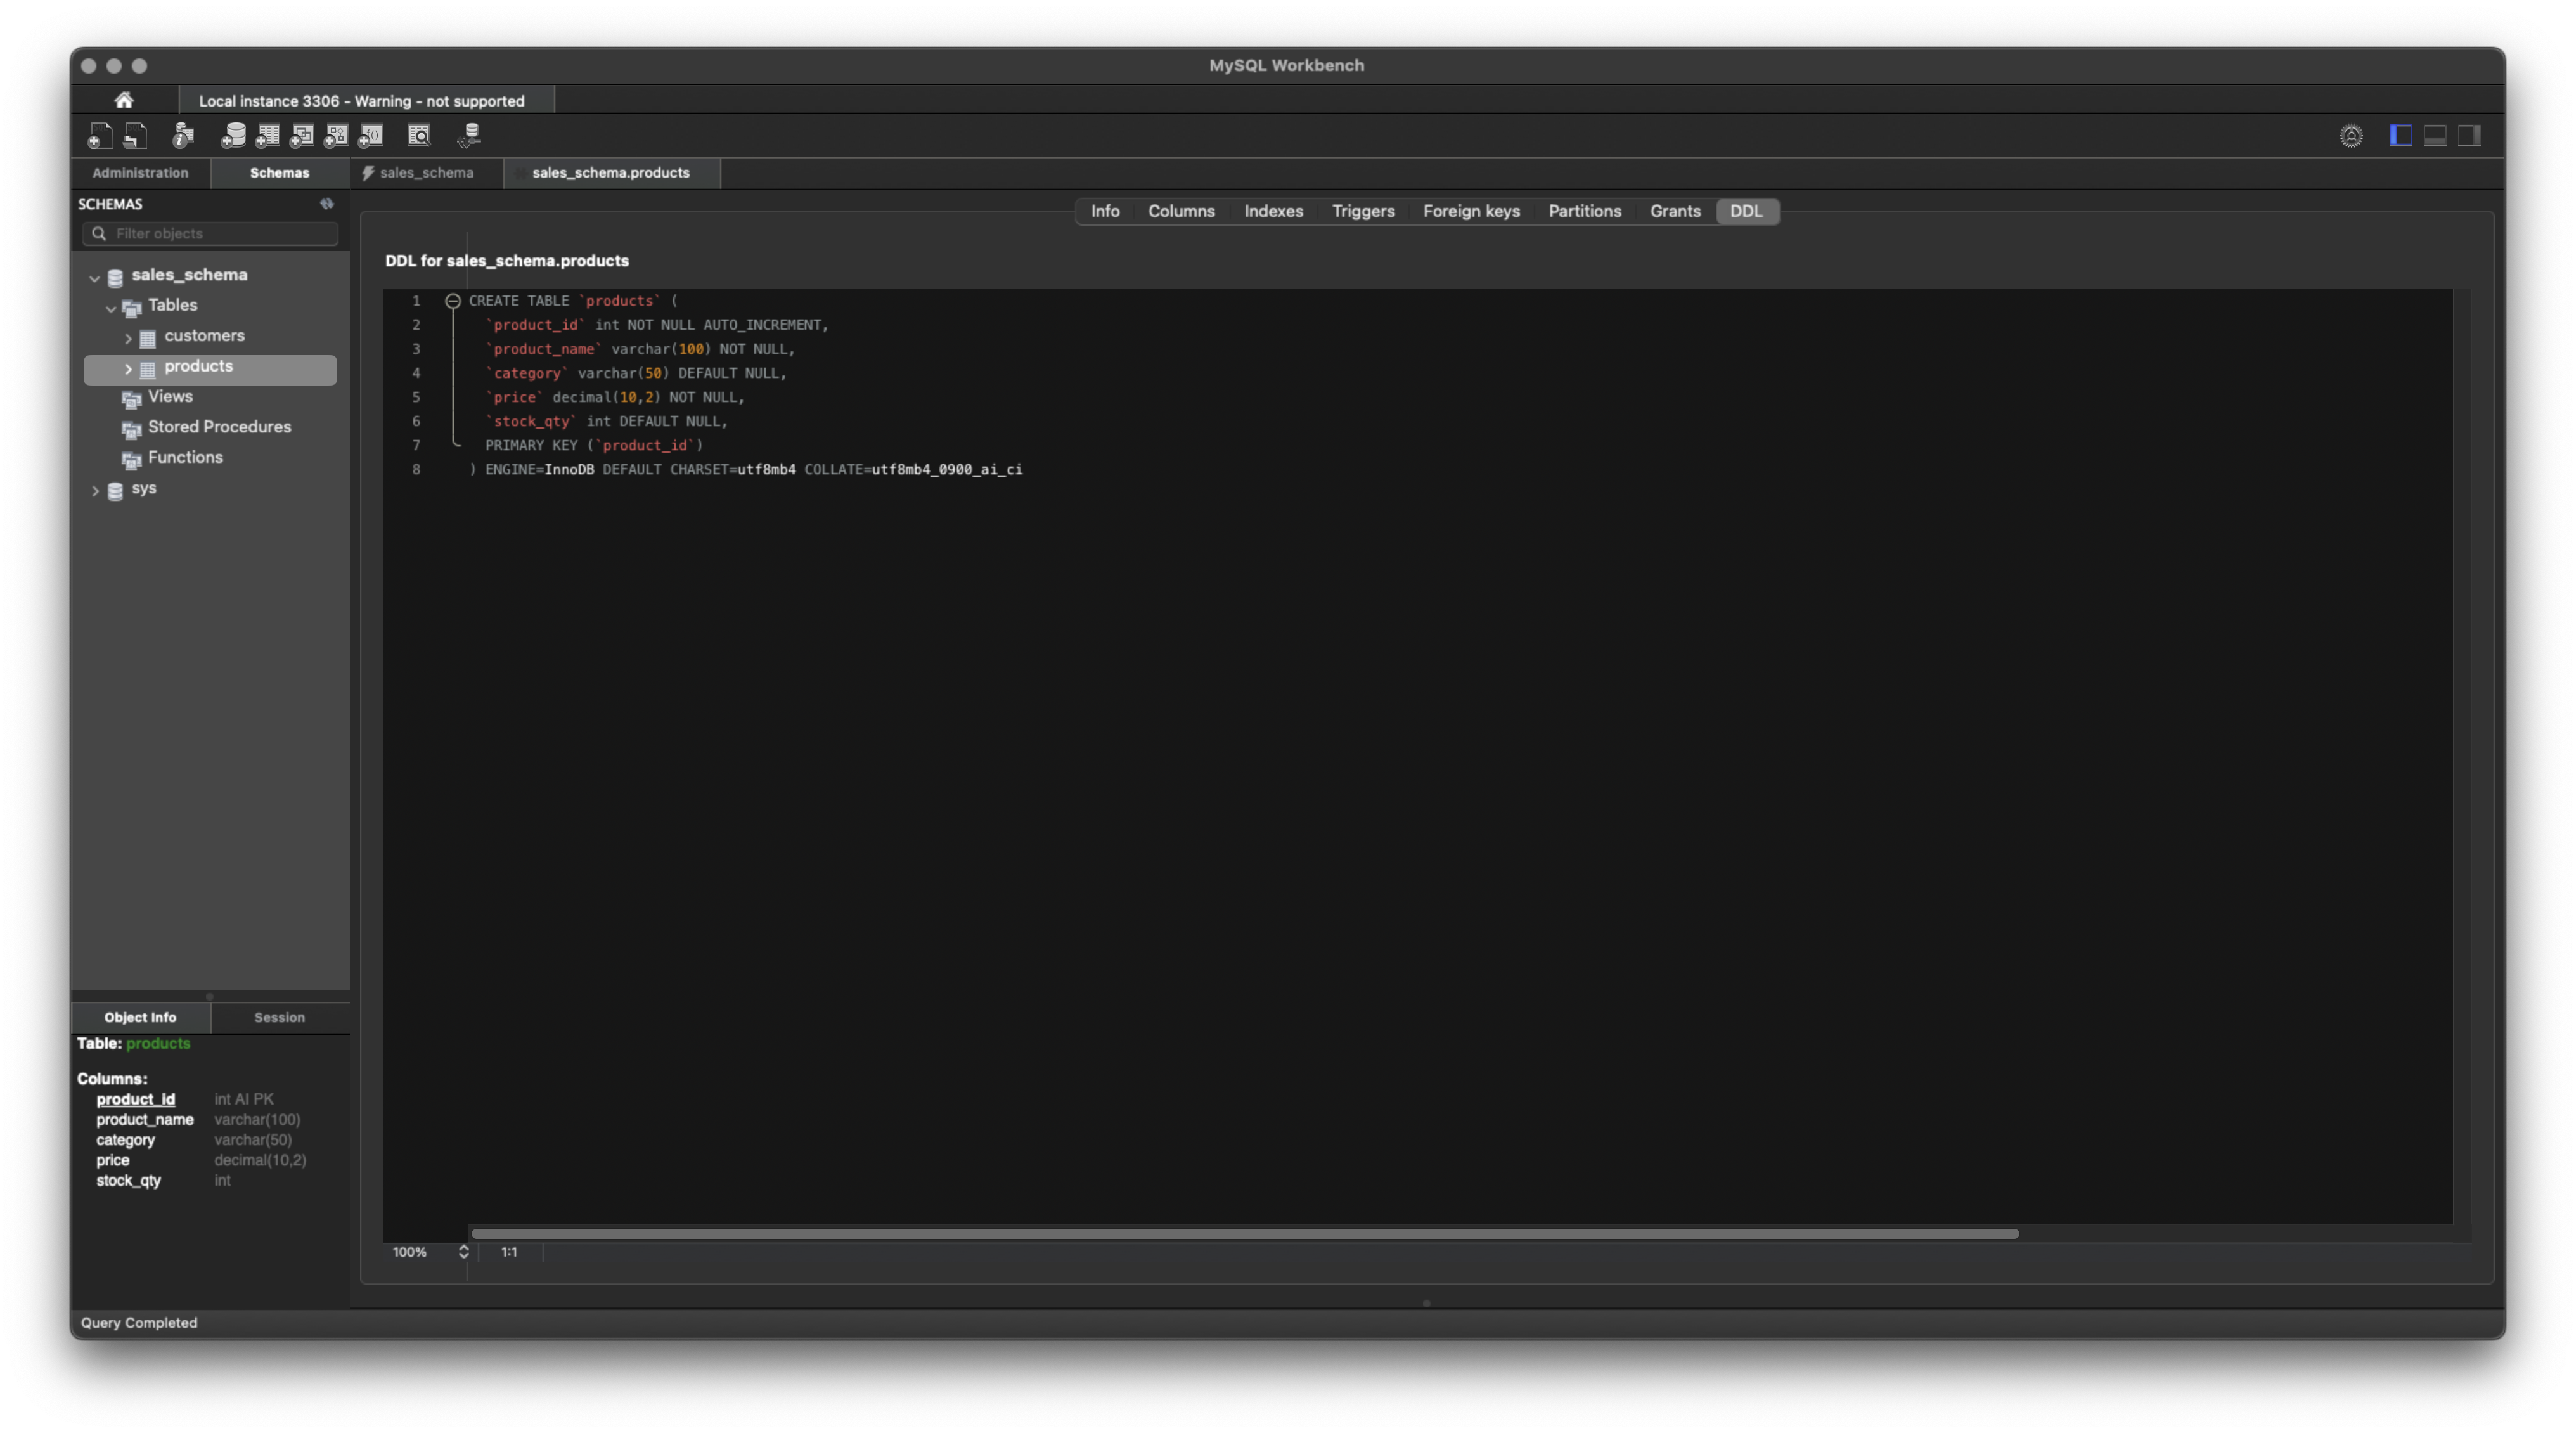 MySQL Workbench
Local instance 3306 - Warning - not supported
Administration
Schemas
sales_schema
sales_schema.products
SCHEMAS
Filter objects
sales_schema
Tables
customers
products
Views
Stored Procedures
Functions
sys
Info Columns Indexes Triggers Foreign keys Partitions Grants DDL
DDL for sales_schema.products
1 CREATE TABLE `products` (
2 `product_id` int NOT NULL AUTO_INCREMENT,
3 `product_name` varchar(100) NOT NULL,
4 `category` varchar(50) DEFAULT NULL,
5 `price` decimal(10,2) NOT NULL,
6 `stock_qty` int DEFAULT NULL,
7 PRIMARY KEY (`product_id`)
8 ) ENGINE=InnoDB DEFAULT CHARSET=utf8mb4 COLLATE=utf8mb4_0900_ai_ci
100% 1:1
Object Info Session
Table: products
Columns:
product_id int AI PK
product_name varchar(100)
category varchar(50)
price decimal(10,2)
stock_qty int
Query Completed